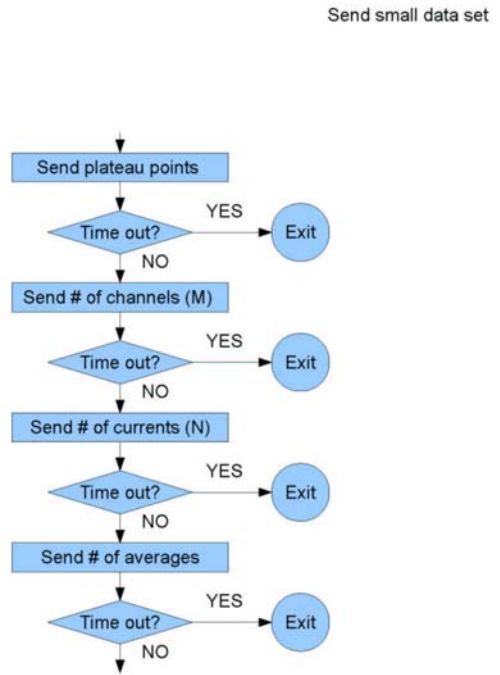 Send small data set
Send plateau points
YES
Time out?
Exit
NO
Send # of channels (M)
YES
Time out?
Exit
NO
Send # of currents (N)
YES
Time out?
Exit
NO
Send # of averages
YES
Time out?
Exit
NO